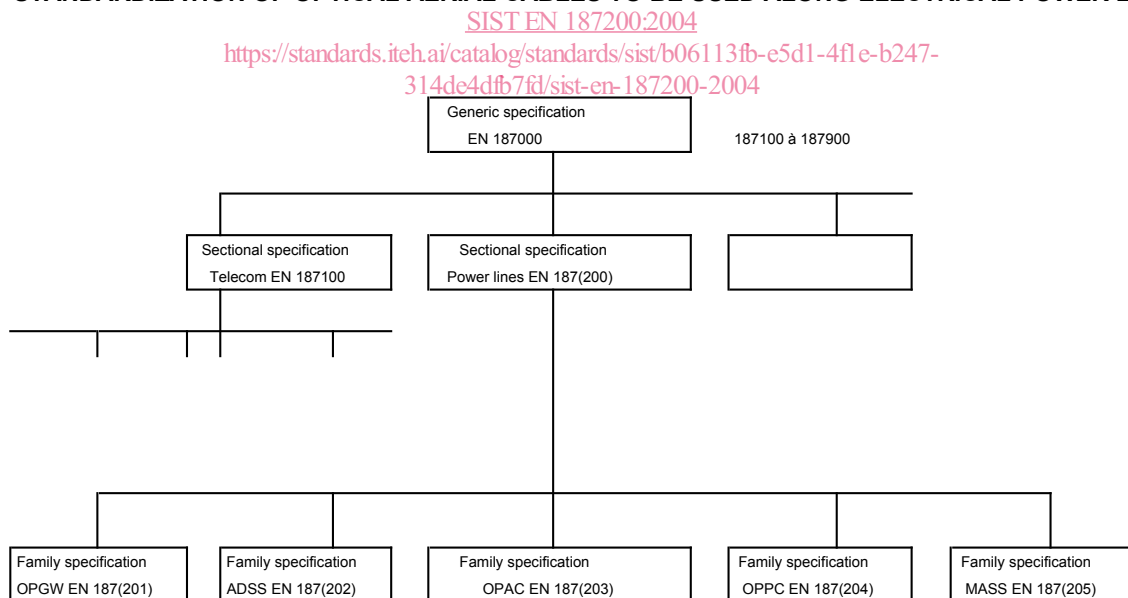 SIST EN 187200:2004
https://standards.iteh.ai/catalog/standards/sist/b06113fb-e5d1-4f1e-b247-
314de4dfb7fd/sist-en-187200-2004
Generic specification
EN 187000
187100 à 187900
Sectional specification
Telecom EN 187100
Sectional specification
Power lines EN 187(200)
Family specification
OPGW EN 187(201)
Family specification
ADSS EN 187(202)
Family specification
OPAC EN 187(203)
Family specification
OPPC EN 187(204)
Family specification
MASS EN 187(205)